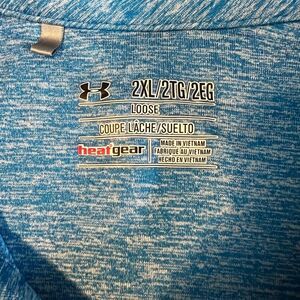 2XL/2TG/2EG
LOOSE
COUPE LÂCHE/SUELTO
heatgear
MADE IN VIETNAM
FABRIQUÉ AU VIETNAM
HECHO EN VIETNAM